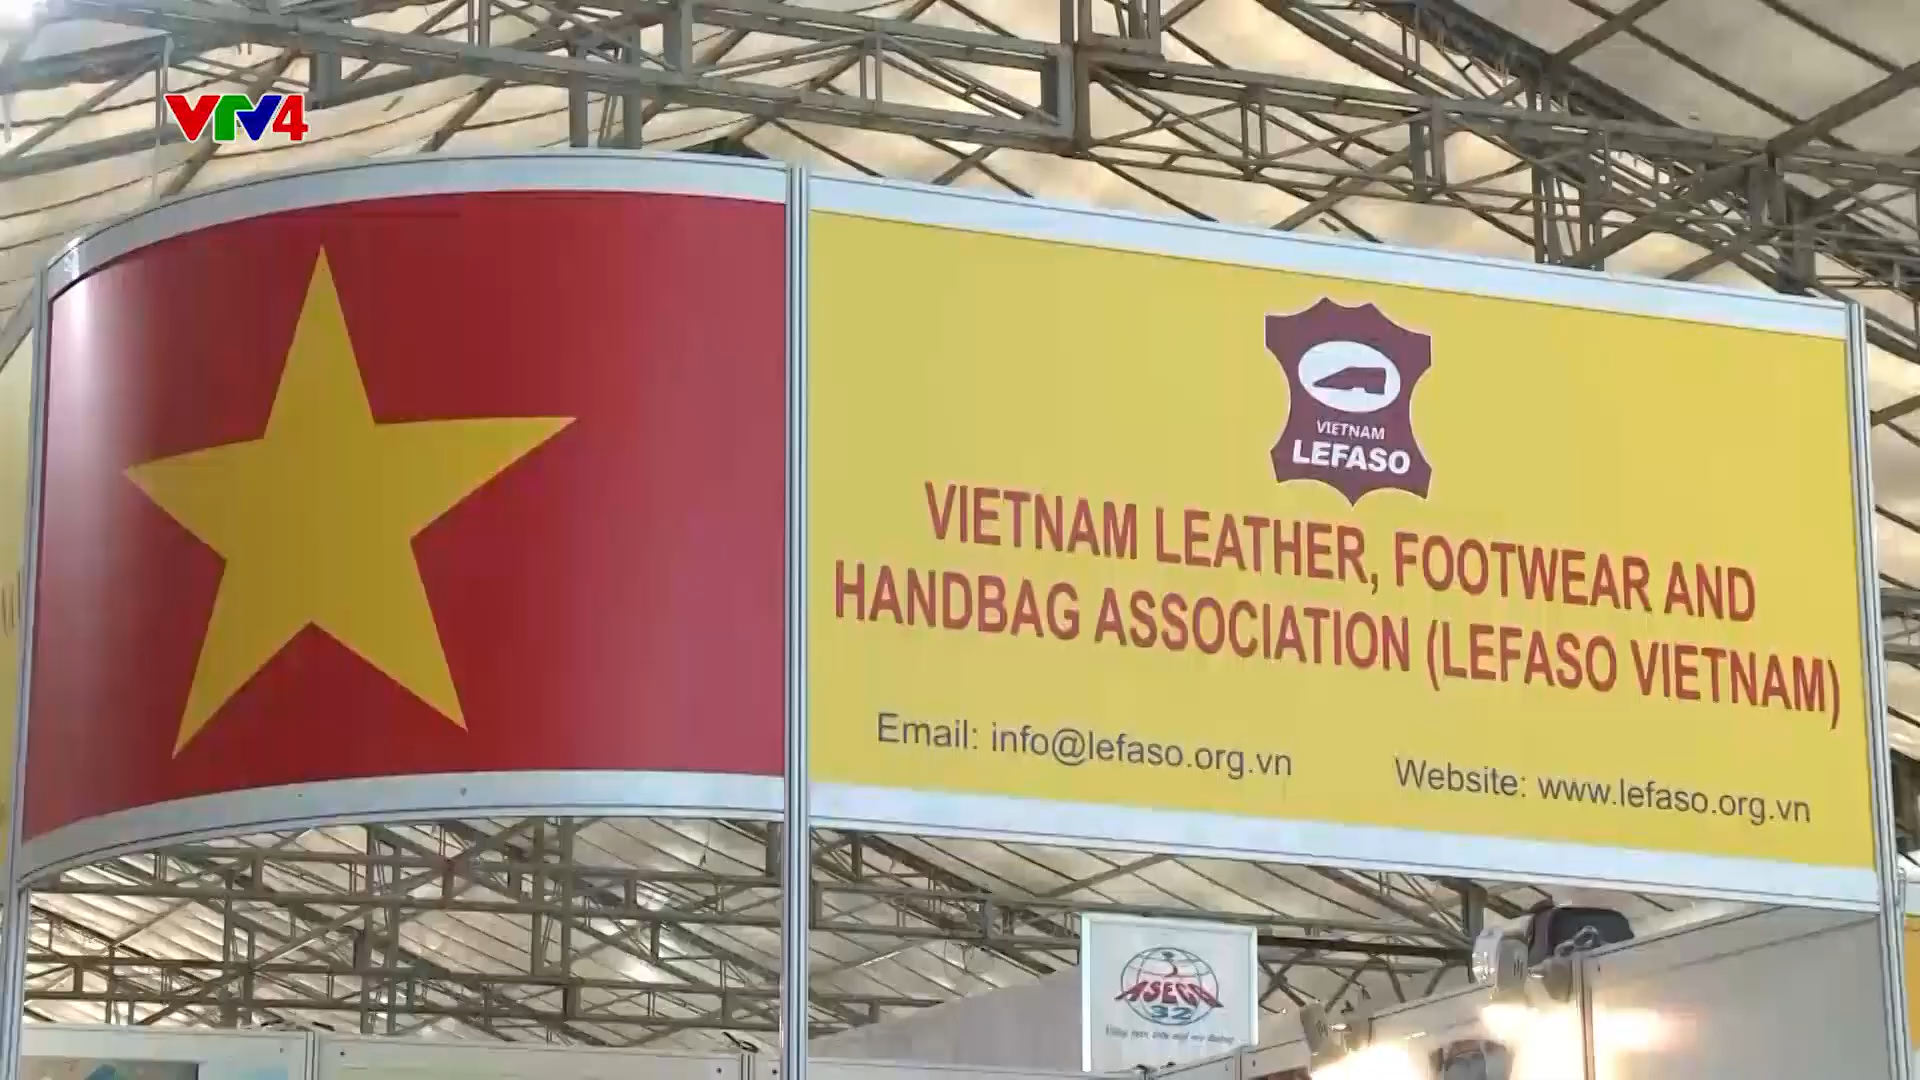 VTV4
VIETNAM
LEFASO
VIETNAM LEATHER, FOOTWEAR AND
HANDBAG ASSOCIATION (LEFASO VIETNAM)
Email: info@lefaso.org.vn Website: www.lefaso.org.vn
ASECO
32